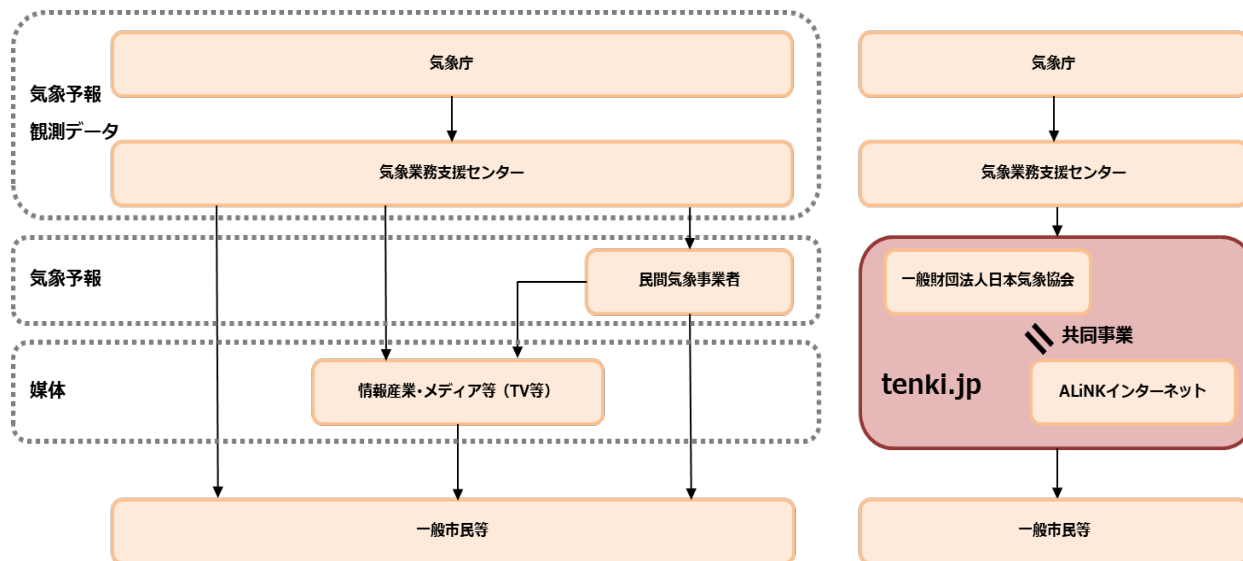 気象庁
気象予報
観測データ
気象業務支援センター
気象予報
民間気象事業者
媒体
情報産業・メディア等（TV等）
一般市民等
気象庁
気象業務支援センター
一般財団法人日本気象協会
共同事業
tenki.jp
ALiNKインターネット
一般市民等